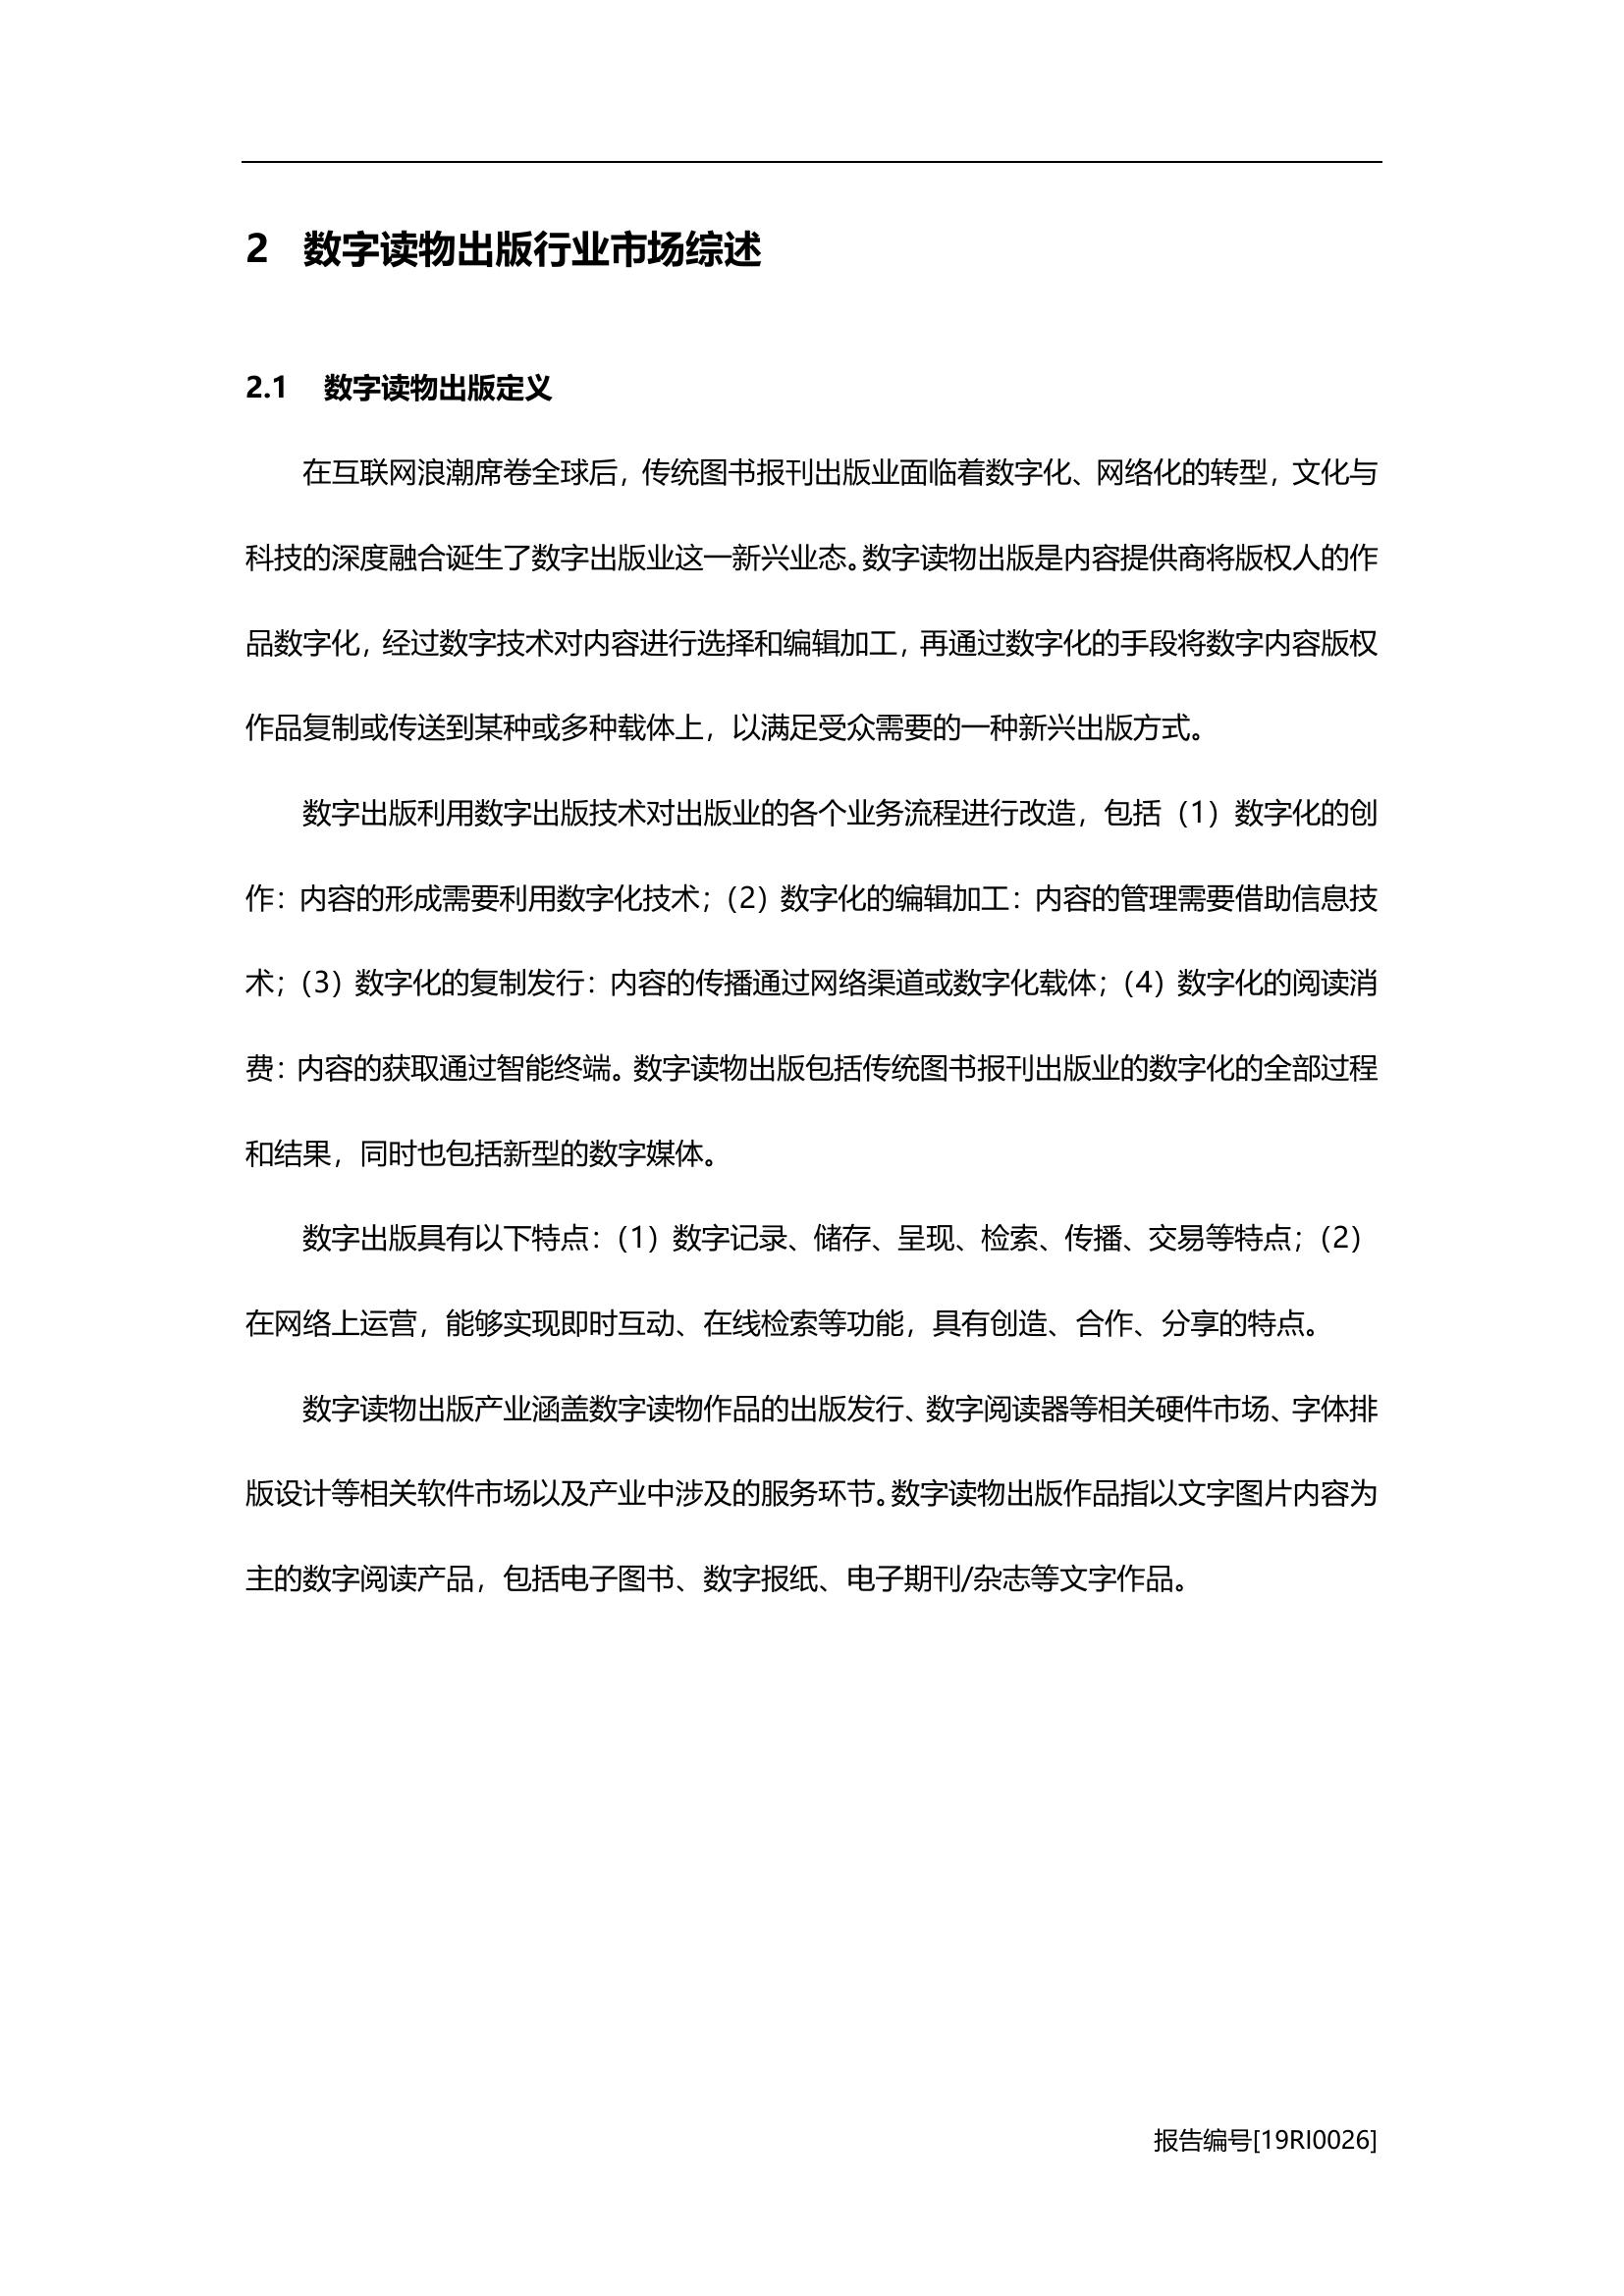 2 数字读物出版行业市场综述
2.1 数字读物出版定义
在互联网浪潮席卷全球后，传统图书报刊出版业面临着数字化、网络化的转型，文化与
科技的深度融合诞生了数字出版业这一新兴业态。数字读物出版是内容提供商将版权人的作
品数字化，经过数字技术对内容进行选择和编辑加工，再通过数字化的手段将数字内容版权
作品复制或传送到某种或多种载体上，以满足受众需要的一种新兴出版方式。
数字出版利用数字出版技术对出版业的各个业务流程进行改造，包括（1）数字化的创
作：内容的形成需要利用数字化技术；（2）数字化的编辑加工：内容的管理需要借助信息技
术；（3）数字化的复制发行：内容的传播通过网络渠道或数字化载体；（4）数字化的阅读消
费：内容的获取通过智能终端。数字读物出版包括传统图书报刊出版业的数字化的全部过程
和结果，同时也包括新型的数字媒体。
数字出版具有以下特点：（1）数字记录、储存、呈现、检索、传播、交易等特点；（2）
在网络上运营，能够实现即时互动、在线检索等功能，具有创造、合作、分享的特点。
数字读物出版产业涵盖数字读物作品的出版发行、数字阅读器等相关硬件市场、字体排
版设计等相关软件市场以及产业中涉及的服务环节。数字读物出版作品指以文字图片内容为
主的数字阅读产品，包括电子图书、数字报纸、电子期刊/杂志等文字作品。
报告编号[19RI0026]